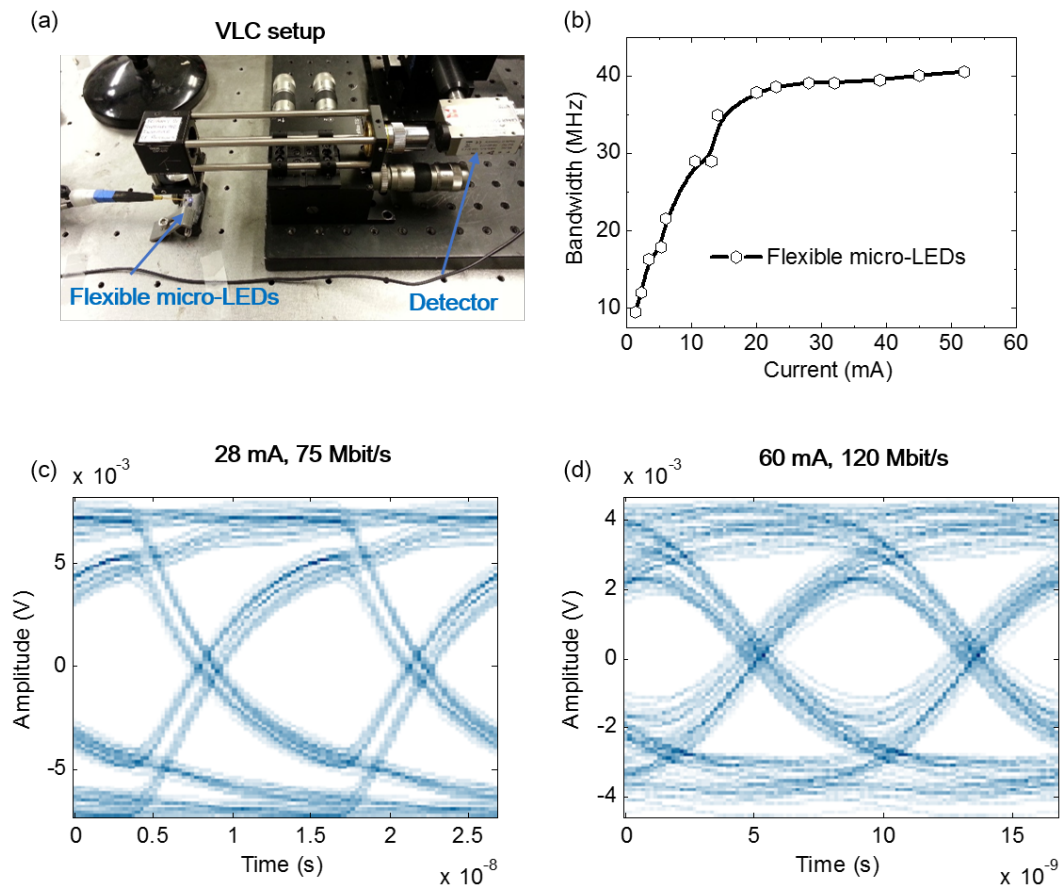 (a)
VLC setup
Flexible micro-LEDs
Detector
(b)
40
30
20
10
Bandwidth (MHz)
Flexible micro-LEDs
0 10 20 30 40 50 60
Current (mA)
(c)
28 mA, 75 Mbit/s
x 10⁻³
5
0
-5
Amplitude (V)
0 0.5 1.0 1.5 2.0 2.5
Time (s)
x 10⁻⁸
(d)
60 mA, 120 Mbit/s
x 10⁻³
4
2
0
-2
-4
Amplitude (V)
0 5 10 15
Time (s)
x 10⁻⁹